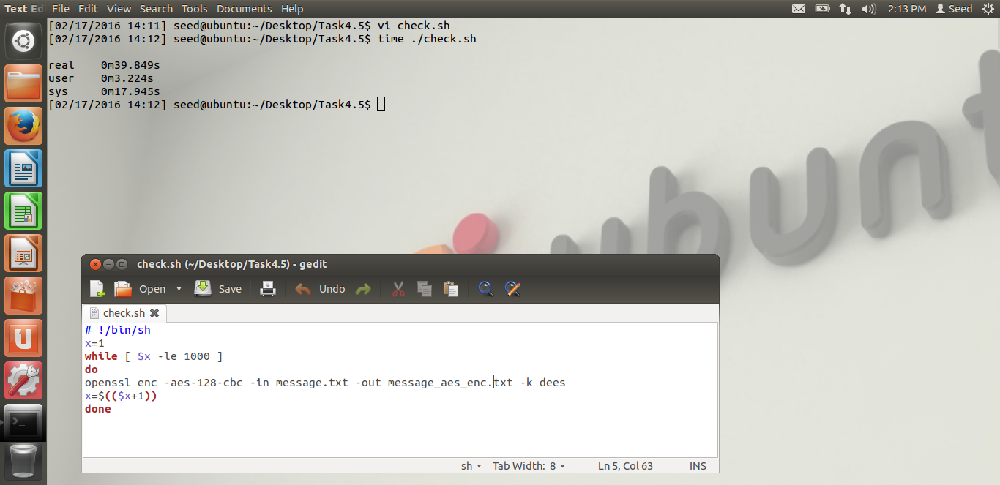 Text Ed File Edit View Search Tools Documents Help 2:13 PM Seed
[02/17/2016 14:11] seed@ubuntu:~/Desktop/Task4.5$ vi check.sh
[02/17/2016 14:12] seed@ubuntu:~/Desktop/Task4.5$ time ./check.sh
real 0m39.849s
user 0m3.224s
sys 0m17.945s
[02/17/2016 14:12] seed@ubuntu:~/Desktop/Task4.5$
ubunt
check.sh (~/Desktop/Task4.5) - gedit
Open Save Undo
check.sh
# !/bin/sh
x=1
while [ $x -le 1000 ]
do
openssl enc -aes-128-cbc -in message.txt -out message_aes_enc.txt -k dees
x=$(($x+1))
done
sh Tab Width: 8 Ln 5, Col 63 INS